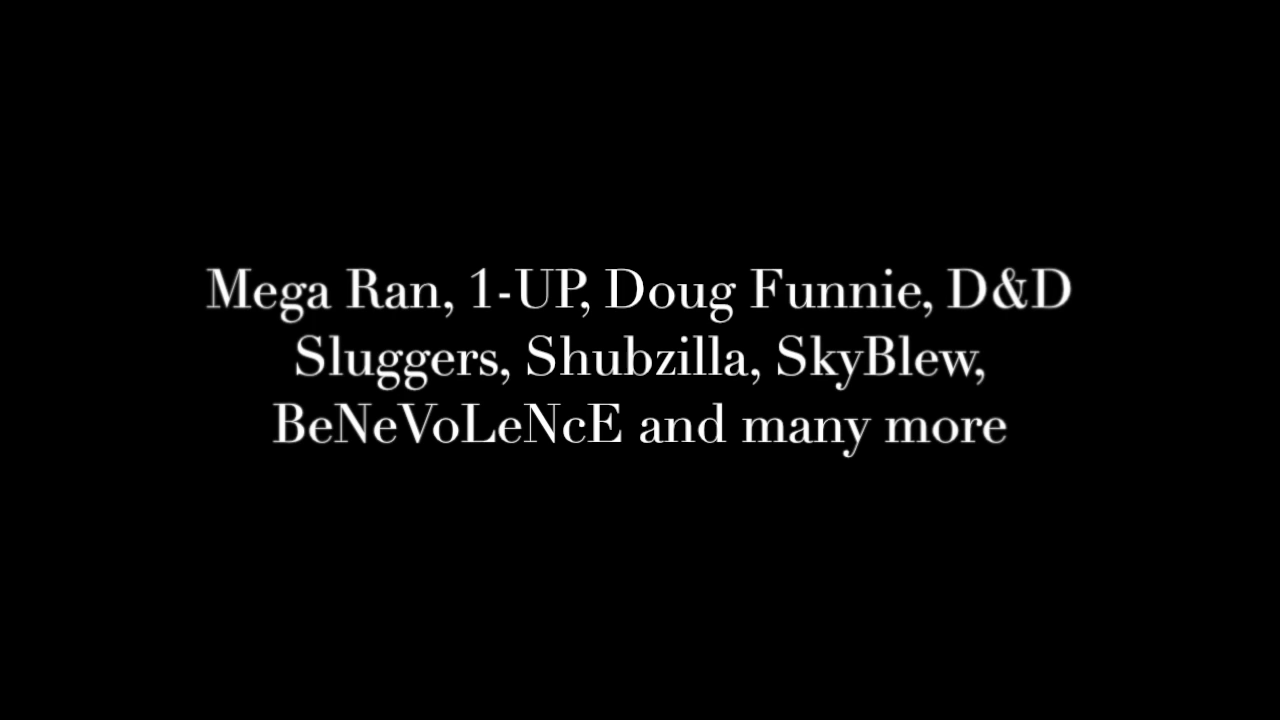 Mega Ran, 1-UP, Doug Funnie, D&D
Sluggers, Shubzilla, SkyBlew,
BeNeVoLeNcE and many more